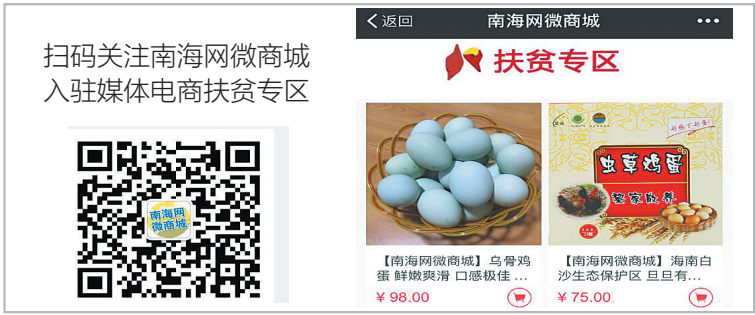 扫码关注南海网微商城
入驻媒体电商扶贫专区
南海网
微商城
返回
南海网微商城
扶贫专区
虫草鸡蛋
【南海网微商城】乌骨鸡
蛋 鲜嫩爽滑 口感极佳 ...
¥ 98.00
【南海网微商城】海南白
沙生态保护区 旦旦有...
¥ 75.00